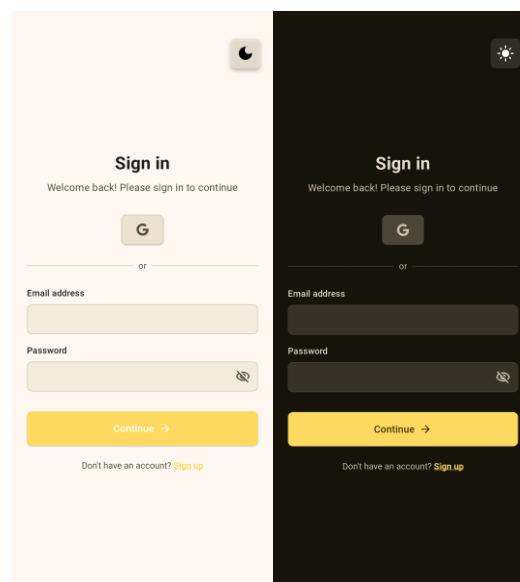 Sign in
Welcome back! Please sign in to continue
G
or
Email address
Password
Continue →
Don't have an account? Sign up
Sign in
Welcome back! Please sign in to continue
G
or
Email address
Password
Continue →
Don't have an account? Sign up